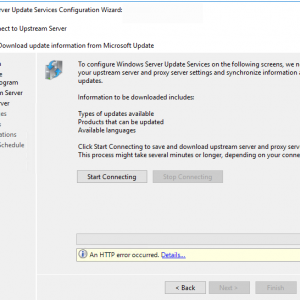 rver Update Services Configuration Wizard:
nect to Upstream Server
Download update information from Microsoft Update
To configure Windows Server Update Services on the following screens, we ne
your upstream server and proxy server settings and synchronize information a
updates.
ogram
m Server
rver
Information to be downloaded includes:
es
Types of updates available
Products that can be updated
Available languages
ations
Schedule
Click Start Connecting to save and download upstream server and proxy serve
This process might take several minutes or longer, depending on your conne
Start Connecting
Stop Connecting
An HTTP error occurred. Details...
< Back
Next >
Finish